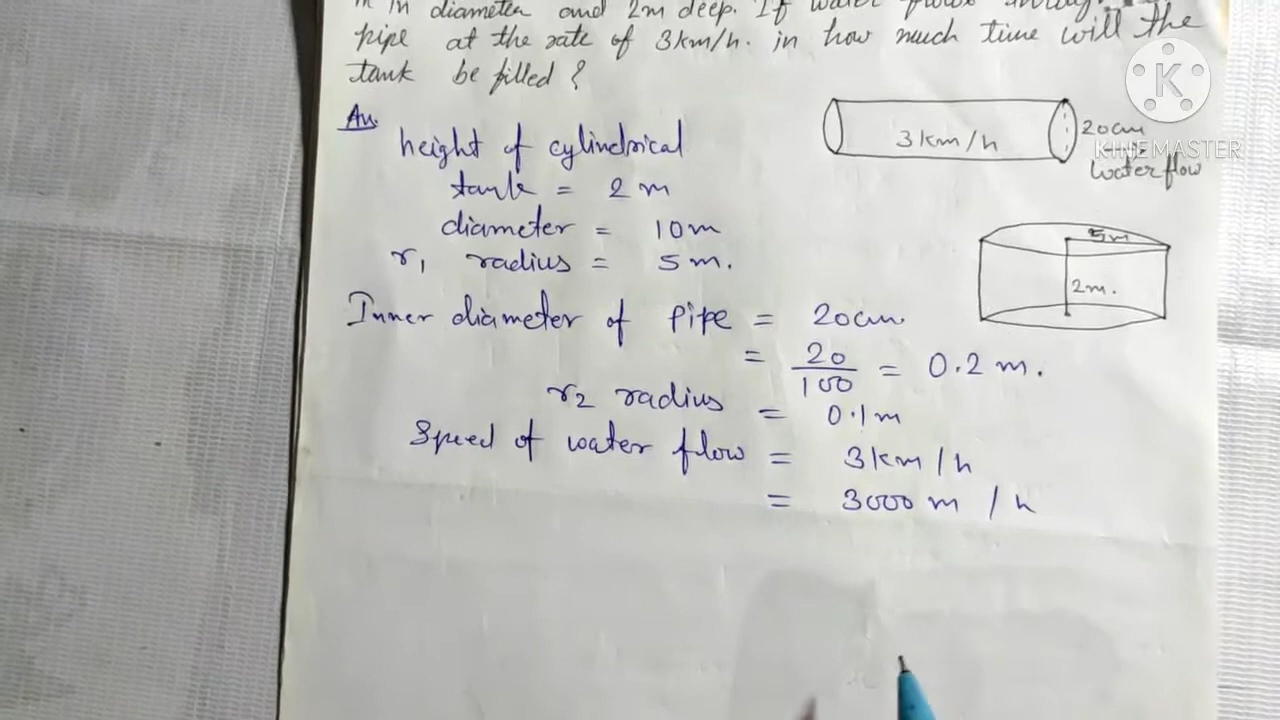 m in diameter and 2m deep. If water flows through
pipe at the rate of 3km/h. in how much time will the
tank be filled?
An.
height of cylindrical
tank = 2 m
diameter = 10m
r₁ radius = 5 m.
Inner diameter of pipe = 20cm
= 20/100 = 0.2 m.
r₂ radius = 0.1m
Speed of water flow = 3km/h
= 3000 m / h
3km/h
20cm
water flow
5m
2m.
K
KINEMASTER